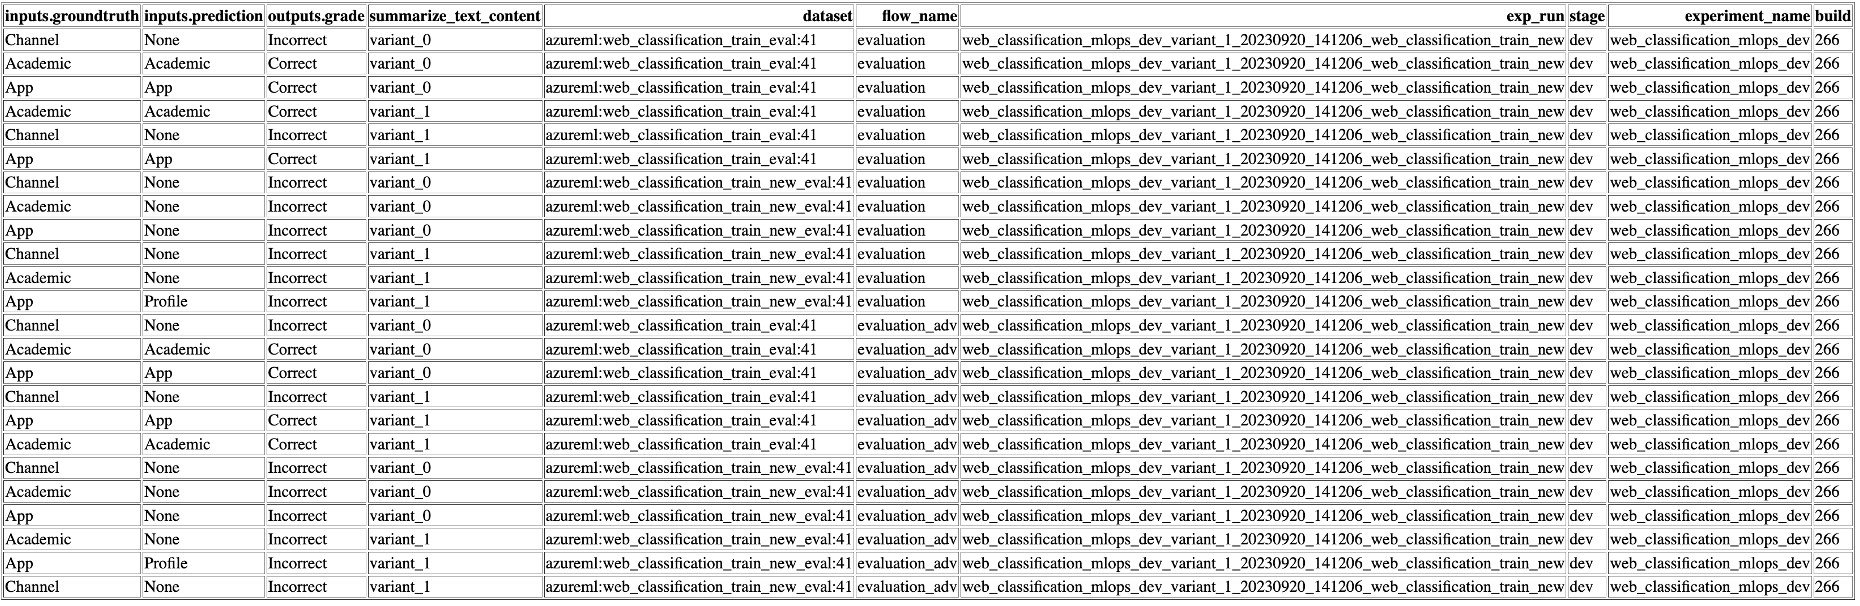 inputs.groundtruth inputs.prediction outputs.grade summarize_text_content dataset flow_name exp_run stage experiment_name build
Channel None Incorrect variant_0 azureml:web_classification_train_eval:41 evaluation web_classification_mlops_dev_variant_1_20230920_141206_web_classification_train_new dev web_classification_mlops_dev 266
Academic Academic Correct variant_0 azureml:web_classification_train_eval:41 evaluation web_classification_mlops_dev_variant_1_20230920_141206_web_classification_train_new dev web_classification_mlops_dev 266
App App Correct variant_0 azureml:web_classification_train_eval:41 evaluation web_classification_mlops_dev_variant_1_20230920_141206_web_classification_train_new dev web_classification_mlops_dev 266
Academic Academic Correct variant_1 azureml:web_classification_train_eval:41 evaluation web_classification_mlops_dev_variant_1_20230920_141206_web_classification_train_new dev web_classification_mlops_dev 266
Channel None Incorrect variant_1 azureml:web_classification_train_eval:41 evaluation web_classification_mlops_dev_variant_1_20230920_141206_web_classification_train_new dev web_classification_mlops_dev 266
App App Correct variant_1 azureml:web_classification_train_eval:41 evaluation web_classification_mlops_dev_variant_1_20230920_141206_web_classification_train_new dev web_classification_mlops_dev 266
Channel None Incorrect variant_0 azureml:web_classification_train_new_eval:41 evaluation web_classification_mlops_dev_variant_1_20230920_141206_web_classification_train_new dev web_classification_mlops_dev 266
Academic None Incorrect variant_0 azureml:web_classification_train_new_eval:41 evaluation web_classification_mlops_dev_variant_1_20230920_141206_web_classification_train_new dev web_classification_mlops_dev 266
App None Incorrect variant_0 azureml:web_classification_train_new_eval:41 evaluation web_classification_mlops_dev_variant_1_20230920_141206_web_classification_train_new dev web_classification_mlops_dev 266
Channel None Incorrect variant_1 azureml:web_classification_train_new_eval:41 evaluation web_classification_mlops_dev_variant_1_20230920_141206_web_classification_train_new dev web_classification_mlops_dev 266
Academic None Incorrect variant_1 azureml:web_classification_train_new_eval:41 evaluation web_classification_mlops_dev_variant_1_20230920_141206_web_classification_train_new dev web_classification_mlops_dev 266
App Profile Incorrect variant_1 azureml:web_classification_train_new_eval:41 evaluation web_classification_mlops_dev_variant_1_20230920_141206_web_classification_train_new dev web_classification_mlops_dev 266
Channel None Incorrect variant_0 azureml:web_classification_train_eval:41 evaluation_adv web_classification_mlops_dev_variant_1_20230920_141206_web_classification_train_new dev web_classification_mlops_dev 266
Academic Academic Correct variant_0 azureml:web_classification_train_eval:41 evaluation_adv web_classification_mlops_dev_variant_1_20230920_141206_web_classification_train_new dev web_classification_mlops_dev 266
App App Correct variant_0 azureml:web_classification_train_eval:41 evaluation_adv web_classification_mlops_dev_variant_1_20230920_141206_web_classification_train_new dev web_classification_mlops_dev 266
Channel None Incorrect variant_1 azureml:web_classification_train_eval:41 evaluation_adv web_classification_mlops_dev_variant_1_20230920_141206_web_classification_train_new dev web_classification_mlops_dev 266
App App Correct variant_1 azureml:web_classification_train_eval:41 evaluation_adv web_classification_mlops_dev_variant_1_20230920_141206_web_classification_train_new dev web_classification_mlops_dev 266
Academic Academic Correct variant_1 azureml:web_classification_train_eval:41 evaluation_adv web_classification_mlops_dev_variant_1_20230920_141206_web_classification_train_new dev web_classification_mlops_dev 266
Channel None Incorrect variant_0 azureml:web_classification_train_new_eval:41 evaluation_adv web_classification_mlops_dev_variant_1_20230920_141206_web_classification_train_new dev web_classification_mlops_dev 266
Academic None Incorrect variant_0 azureml:web_classification_train_new_eval:41 evaluation_adv web_classification_mlops_dev_variant_1_20230920_141206_web_classification_train_new dev web_classification_mlops_dev 266
App None Incorrect variant_0 azureml:web_classification_train_new_eval:41 evaluation_adv web_classification_mlops_dev_variant_1_20230920_141206_web_classification_train_new dev web_classification_mlops_dev 266
Academic None Incorrect variant_1 azureml:web_classification_train_new_eval:41 evaluation_adv web_classification_mlops_dev_variant_1_20230920_141206_web_classification_train_new dev web_classification_mlops_dev 266
App Profile Incorrect variant_1 azureml:web_classification_train_new_eval:41 evaluation_adv web_classification_mlops_dev_variant_1_20230920_141206_web_classification_train_new dev web_classification_mlops_dev 266
Channel None Incorrect variant_1 azureml:web_classification_train_new_eval:41 evaluation_adv web_classification_mlops_dev_variant_1_20230920_141206_web_classification_train_new dev web_classification_mlops_dev 266